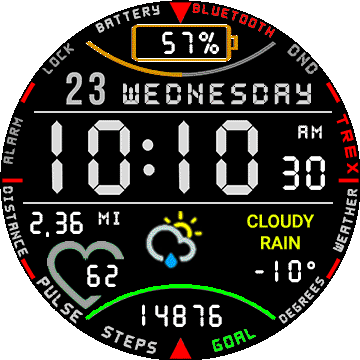 BATTERY
BLUETOOTH
LOCK
57%
DND
23 WEDNESDAY
ALARM
10:10
AM
30
T-REX
DISTANCE
2.36 MI
CLOUDY
RAIN
WEATHER
62
-10°
PULSE
14876
DEGREES
STEPS
GOAL